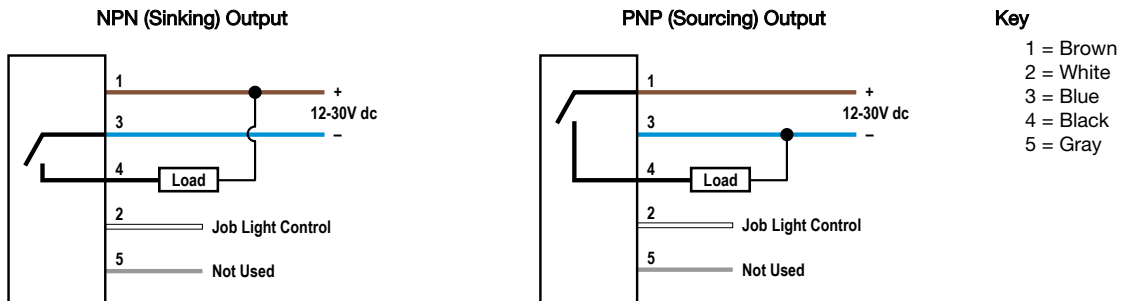 NPN (Sinking) Output
1
+
12-30V dc
3
–
4
Load
2
Job Light Control
5
Not Used
PNP (Sourcing) Output
1
+
12-30V dc
3
–
4
Load
2
Job Light Control
5
Not Used
Key
1 = Brown
2 = White
3 = Blue
4 = Black
5 = Gray